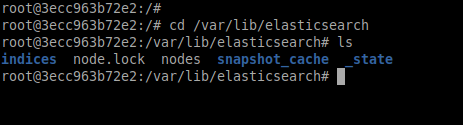 root@3ecc963b72e2:/#
root@3ecc963b72e2:/# cd /var/lib/elasticsearch
root@3ecc963b72e2:/var/lib/elasticsearch# ls
indices  node.lock  nodes  snapshot_cache  _state
root@3ecc963b72e2:/var/lib/elasticsearch#